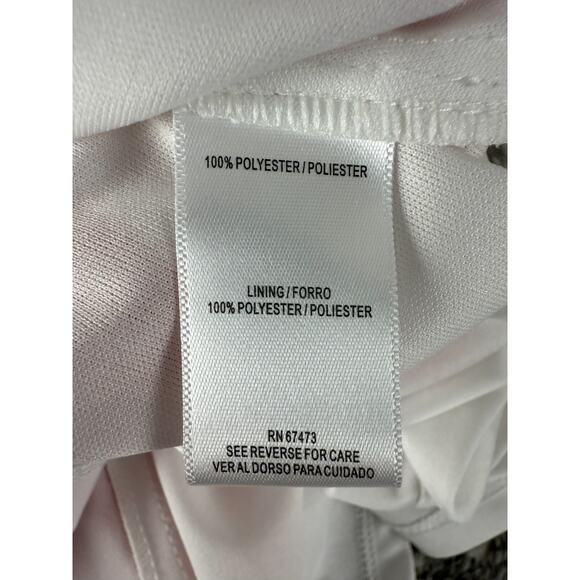 100% POLYESTER / POLIESTER
LINING / FORRO
100% POLYESTER / POLIESTER
RN 67473
SEE REVERSE FOR CARE
VER AL DORSO PARA CUIDADO